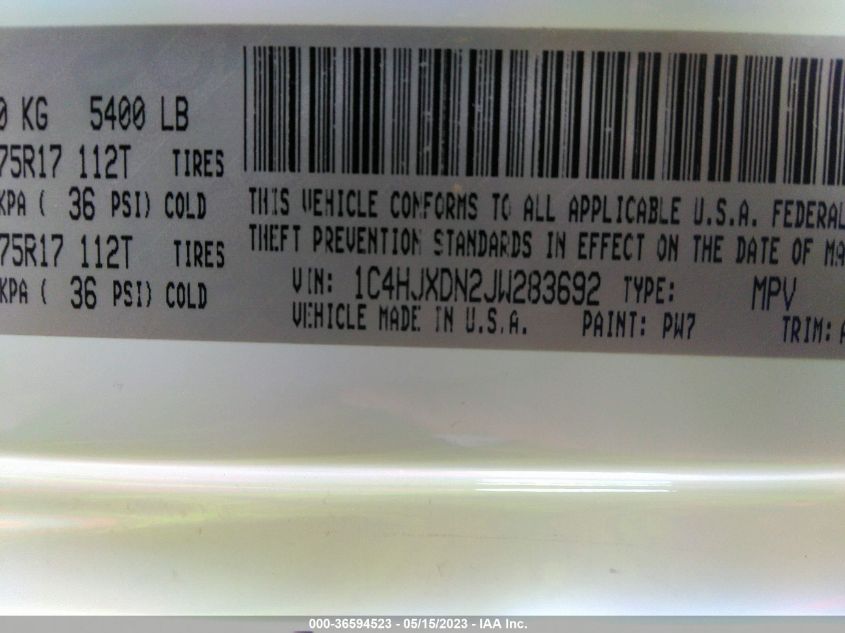 0 KG 5400 LB
75R17 112T TIRES
KPA ( 36 PSI) COLD
75R17 112T TIRES
KPA ( 36 PSI) COLD
THIS VEHICLE CONFORMS TO ALL APPLICABLE U.S.A. FEDERAL
THEFT PREVENTION STANDARDS IN EFFECT ON THE DATE OF MA
VIN: 1C4HJXDN2JW283692 TYPE: MPV
VEHICLE MADE IN U.S.A. PAINT: PW7 TRIM: A
000-36594523 - 05/15/2023 - IAA Inc.